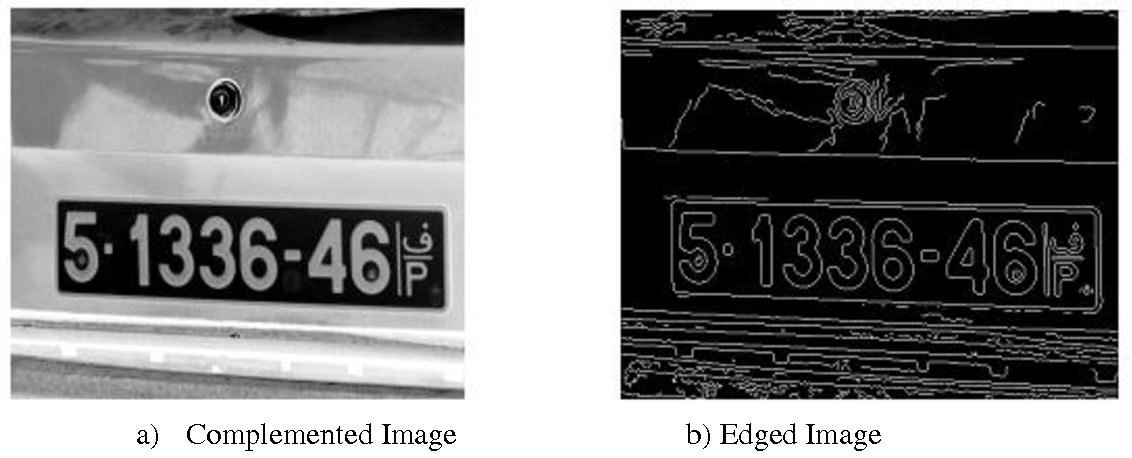 5·1336-46 ف
P
5·1336-46 ف
P
a) Complemented Image
b) Edged Image